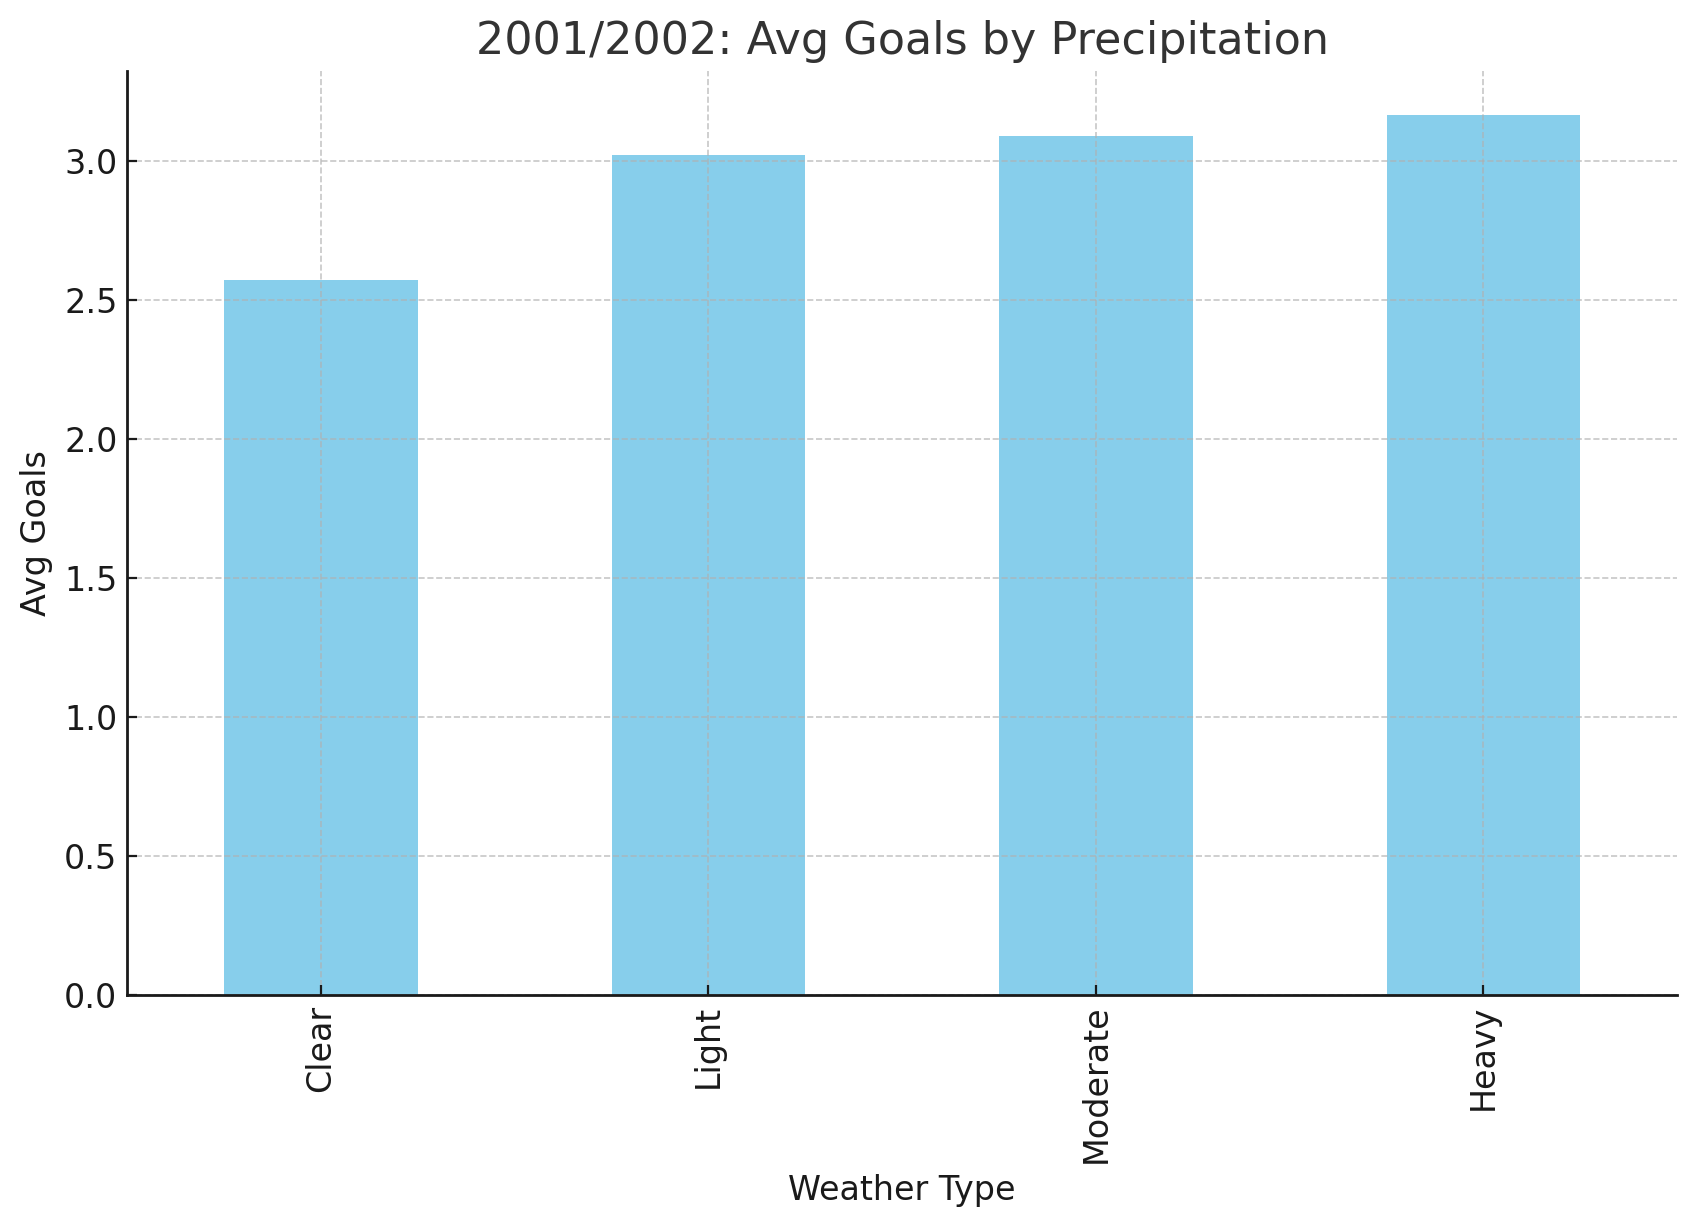 2001/2002: Avg Goals by Precipitation
Avg Goals
3.0
2.5
2.0
1.5
1.0
0.5
0.0
Clear
Light
Moderate
Heavy
Weather Type